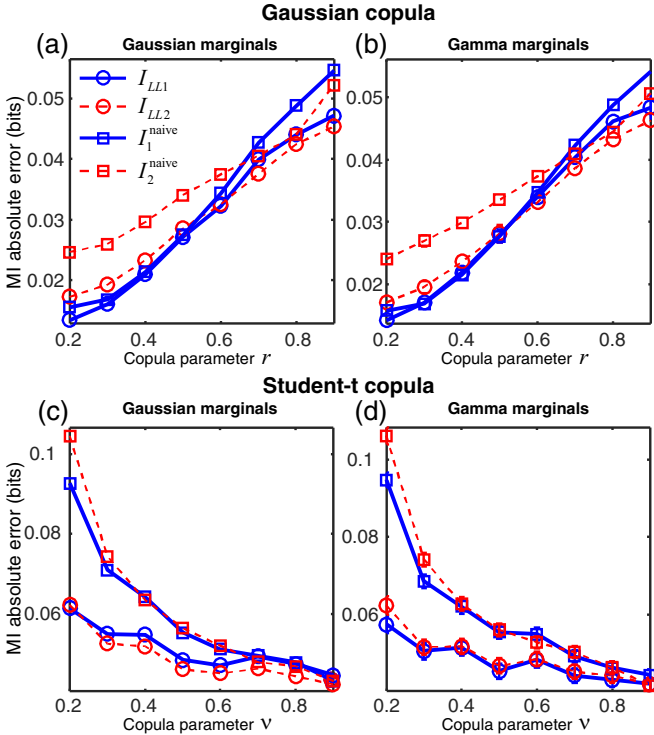 Gaussian copula
(a) Gaussian marginals
(b) Gamma marginals
MI absolute error (bits)
0.05
0.04
0.03
0.02
I_{LL1}
I_{LL2}
I_1^{naive}
I_2^{naive}
0.05
0.04
0.03
0.02
0.2 0.4 0.6 0.8
Copula parameter r
0.2 0.4 0.6 0.8
Copula parameter r
Student-t copula
(c) Gaussian marginals
(d) Gamma marginals
MI absolute error (bits)
0.1
0.08
0.06
0.1
0.08
0.06
0.2 0.4 0.6 0.8
Copula parameter ν
0.2 0.4 0.6 0.8
Copula parameter ν